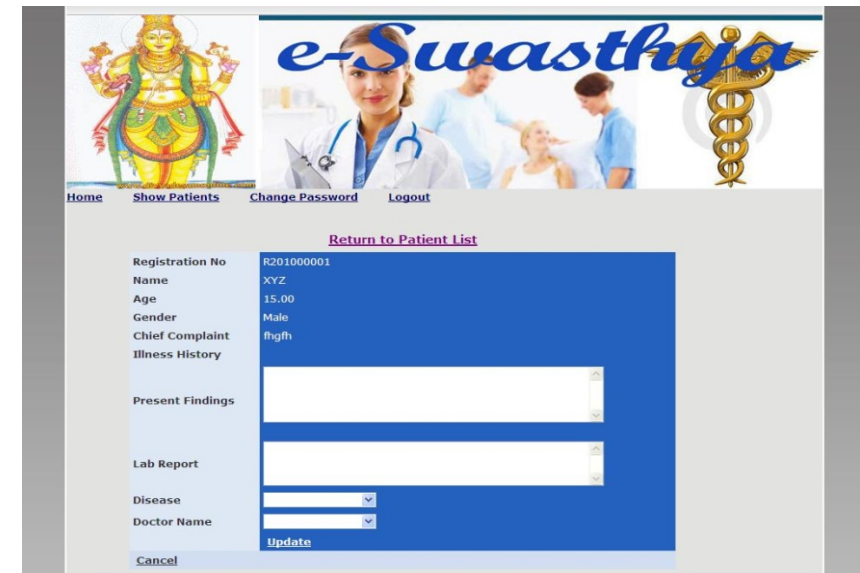 e-Swasthya
Home Show Patients Change Password Logout
Return to Patient List
Registration No R201000001
Name XYZ
Age 15.00
Gender Male
Chief Complaint fhgfh
Illness History
Present Findings
Lab Report
Disease
Doctor Name
Update
Cancel